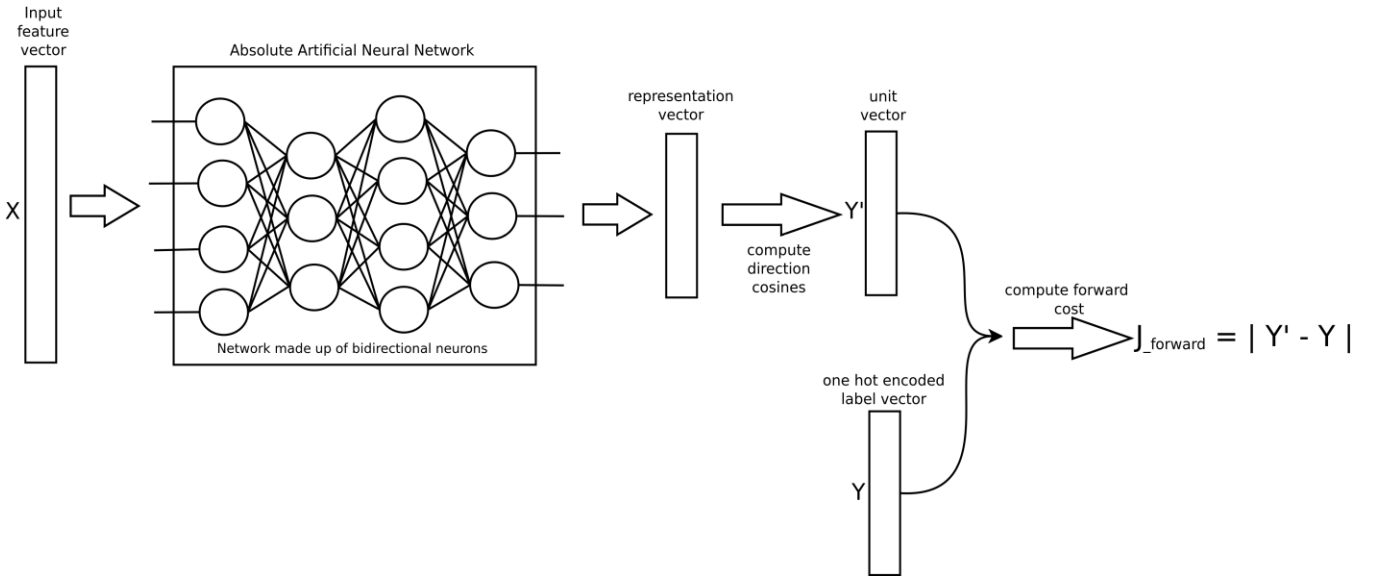 Input
feature
vector
X
Absolute Artificial Neural Network
Network made up of bidirectional neurons
representation
vector
compute
direction
cosines
unit
vector
Y'
one hot encoded
label vector
Y
compute forward
cost
J_forward = | Y' - Y |